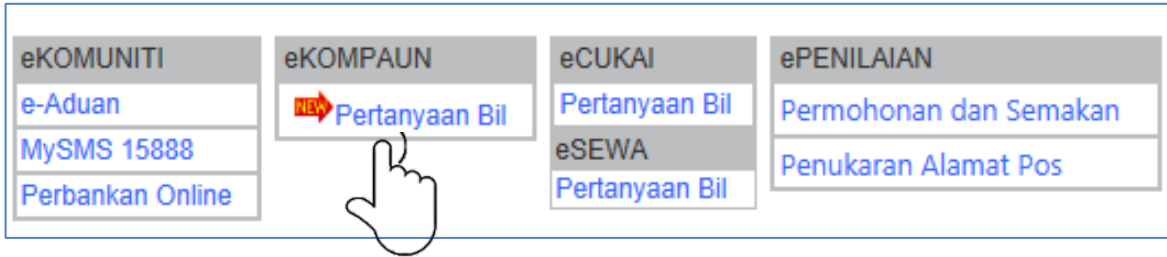 eKOMUNITI
e-Aduan
MySMS 15888
Perbankan Online
eKOMPAUN
NEW Pertanyaan Bil
eCUKAI
Pertanyaan Bil
eSEWA
Pertanyaan Bil
ePENILAIAN
Permohonan dan Semakan
Penukaran Alamat Pos